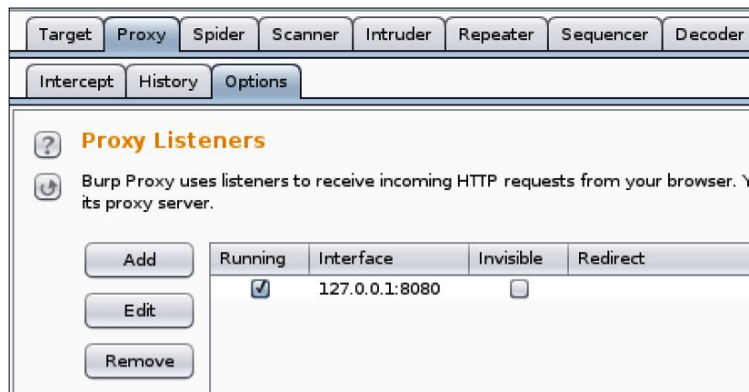 Target Proxy Spider Scanner Intruder Repeater Sequencer Decoder
Intercept History Options
? Proxy Listeners
Burp Proxy uses listeners to receive incoming HTTP requests from your browser. Y
its proxy server.
Add Running Interface Invisible Redirect
127.0.0.1:8080
Edit
Remove